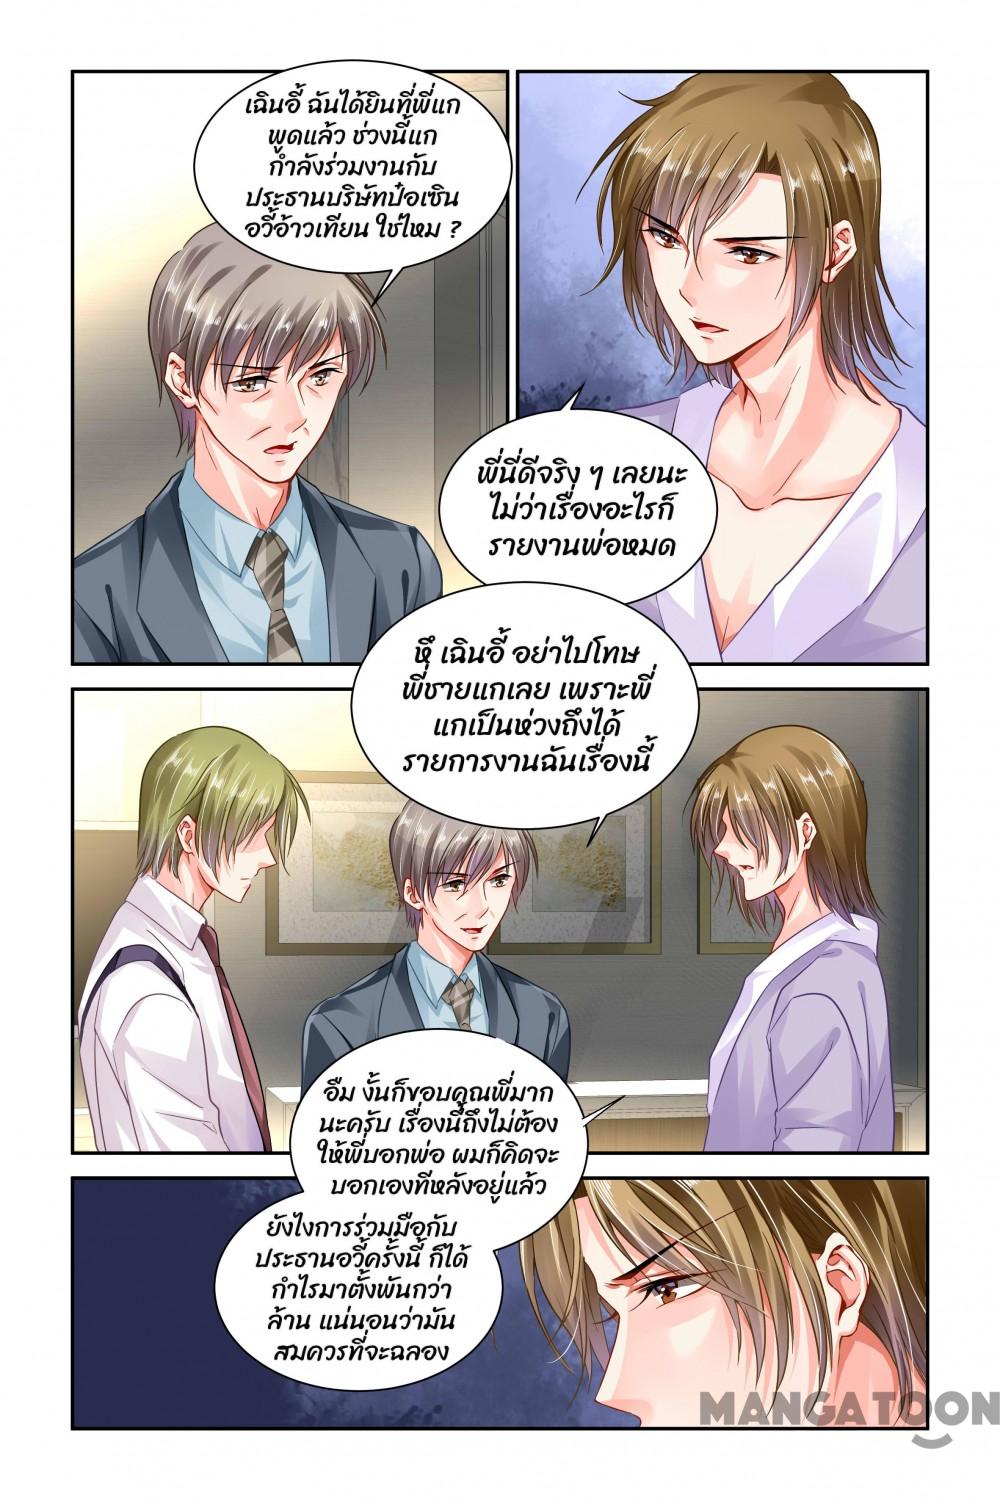 เฉินอี้ ฉันได้ยินที่พี่แก
พูดแล้ว ช่วงนี้แก
กำลังร่วมงานกับ
ประธานบริษัทป๋อเซิน
อวี้อ้าวเทียน ใช่ไหม ?
พี่นี่ดีจริง ๆ เลยนะ
ไม่ว่าเรื่องอะไรก็
รายงานพ่อหมด
หึ เฉินอี้ อย่าไปโทษ
พี่ชายแกเลย เพราะพี่
แกเป็นห่วงถึงได้
รายการงานฉันเรื่องนี้
อืม งั้นก็ขอบคุณพี่มาก
นะครับ เรื่องนี้ถึงไม่ต้อง
ให้พี่บอกพ่อ ผมก็คิดจะ
บอกเองทีหลังอยู่แล้ว
ยังไงการร่วมมือกับ
ประธานอวี้ครั้งนี้ ก็ได้
กำไรมาตั้งพันกว่า
ล้าน แน่นอนว่ามัน
สมควรที่จะฉลอง
MANGATOON